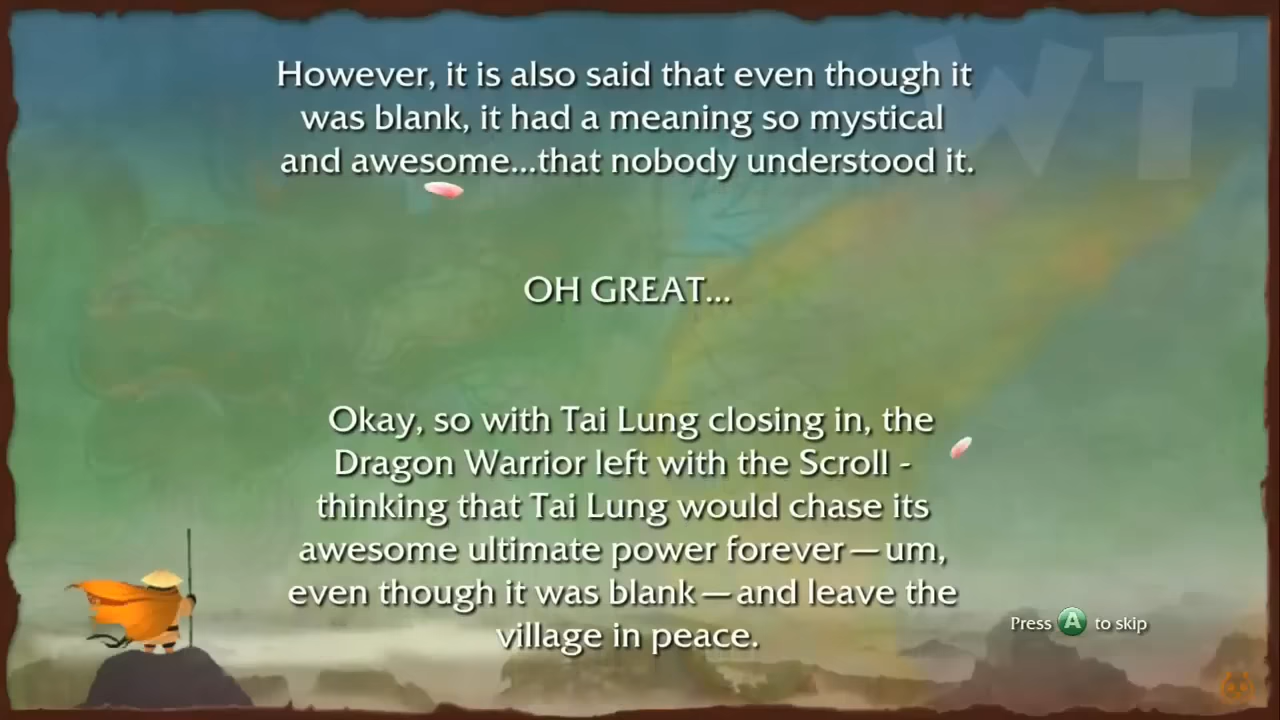 However, it is also said that even though it
was blank, it had a meaning so mystical
and awesome...that nobody understood it.
OH GREAT...
Okay, so with Tai Lung closing in, the
Dragon Warrior left with the Scroll -
thinking that Tai Lung would chase its
awesome ultimate power forever—um,
even though it was blank—and leave the
village in peace.
Press A to skip
WT